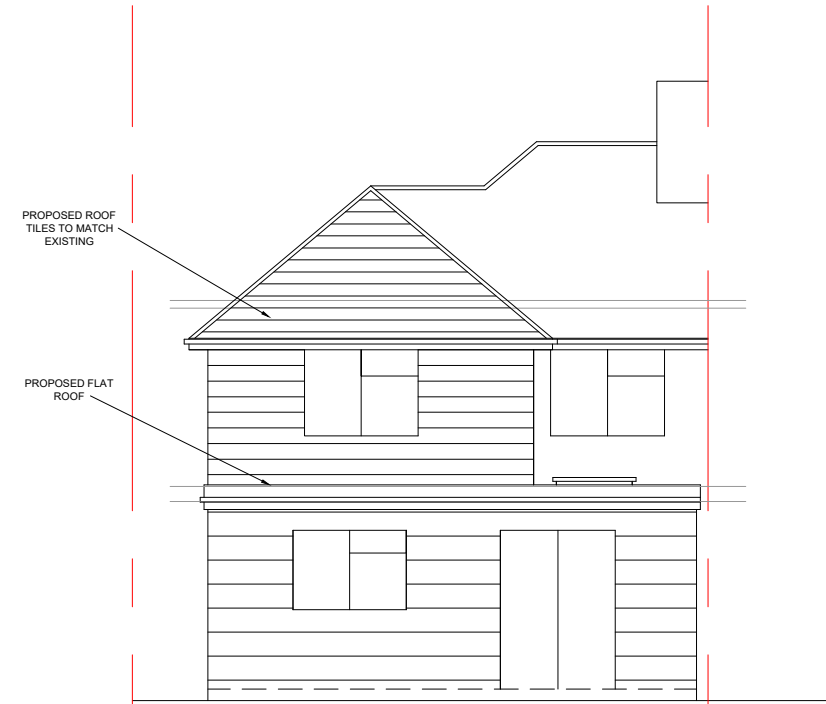 PROPOSED ROOF
TILES TO MATCH
EXISTING
PROPOSED FLAT
ROOF